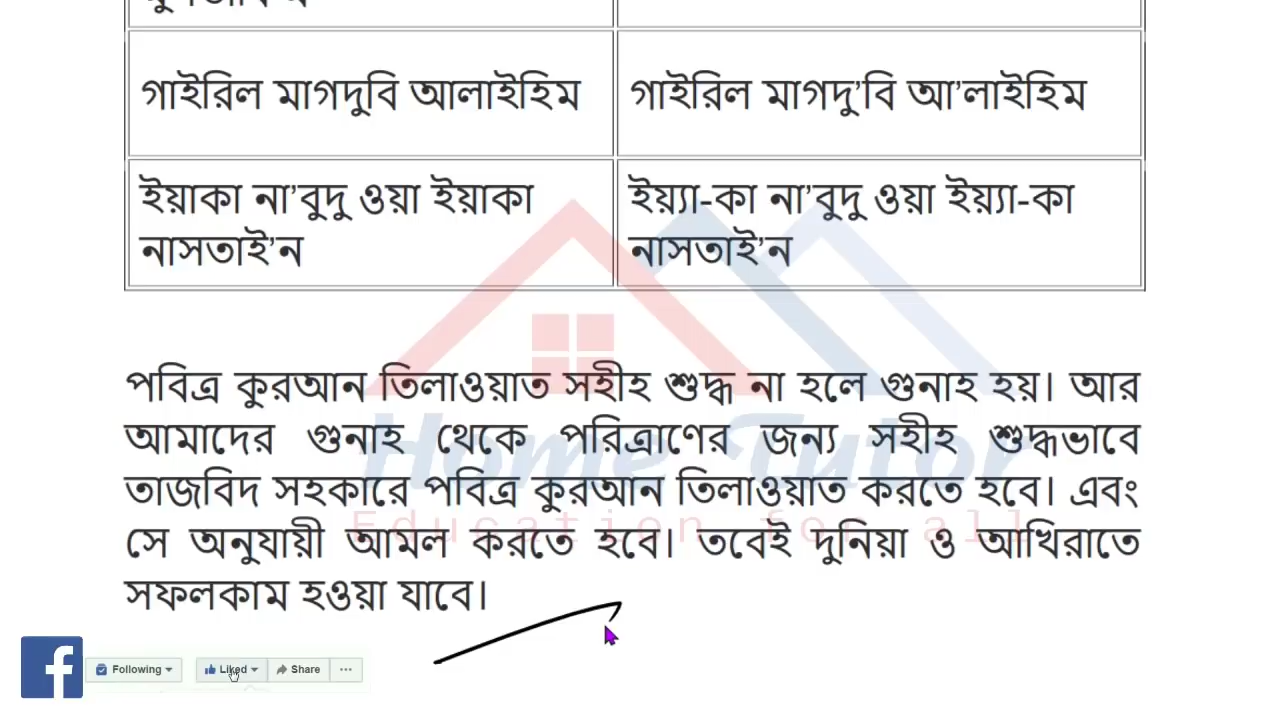 গাইরিল মাগদুবি আলাইহিম
গাইরিল মাগদু’বি আ’লাইহিম
ইয়াকা না’বুদু ওয়া ইয়াকা
নাসতাই’ন
ইয়্যা-কা না’বুদু ওয়া ইয়্যা-কা
নাসতাই’ন
পবিত্র কুরআন তিলাওয়াত সহীহ শুদ্ধ না হলে গুনাহ হয়। আর
আমাদের গুনাহ থেকে পরিত্রাণের জন্য সহীহ শুদ্ধভাবে
তাজবিদ সহকারে পবিত্র কুরআন তিলাওয়াত করতে হবে। এবং
সে অনুযায়ী আমল করতে হবে। তবেই দুনিয়া ও আখিরাতে
সফলকাম হওয়া যাবে।
Home Tutor
Education for all
f Following Liked Share ...